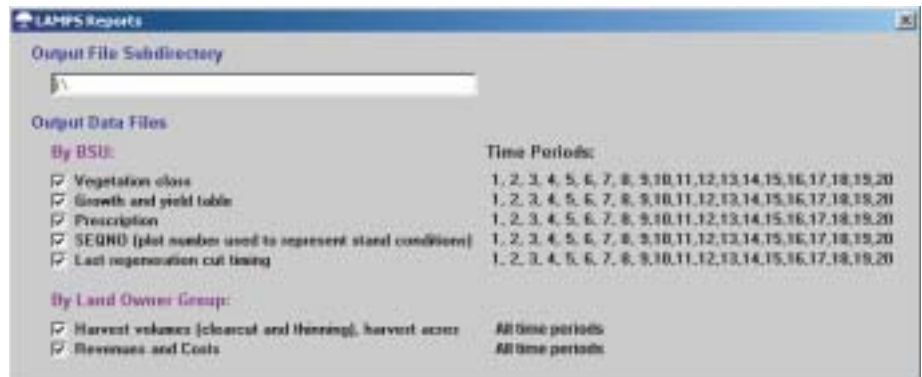 LAMPS Reports
Output File Subdirectory
\\
Output Data Files
By BSU: Time Periods:
Vegetation class 1, 2, 3, 4, 5, 6, 7, 8, 9,10,11,12,13,14,15,16,17,18,19,20
Growth and yield table 1, 2, 3, 4, 5, 6, 7, 8, 9,10,11,12,13,14,15,16,17,18,19,20
Prescription 1, 2, 3, 4, 5, 6, 7, 8, 9,10,11,12,13,14,15,16,17,18,19,20
SEQNO (plot number used to represent stand conditions) 1, 2, 3, 4, 5, 6, 7, 8, 9,10,11,12,13,14,15,16,17,18,19,20
Last regeneration cut timing 1, 2, 3, 4, 5, 6, 7, 8, 9,10,11,12,13,14,15,16,17,18,19,20
By Land Owner Group:
Harvest volumes (clearcut and thinning), harvest acres All time periods
Revenues and Costs All time periods